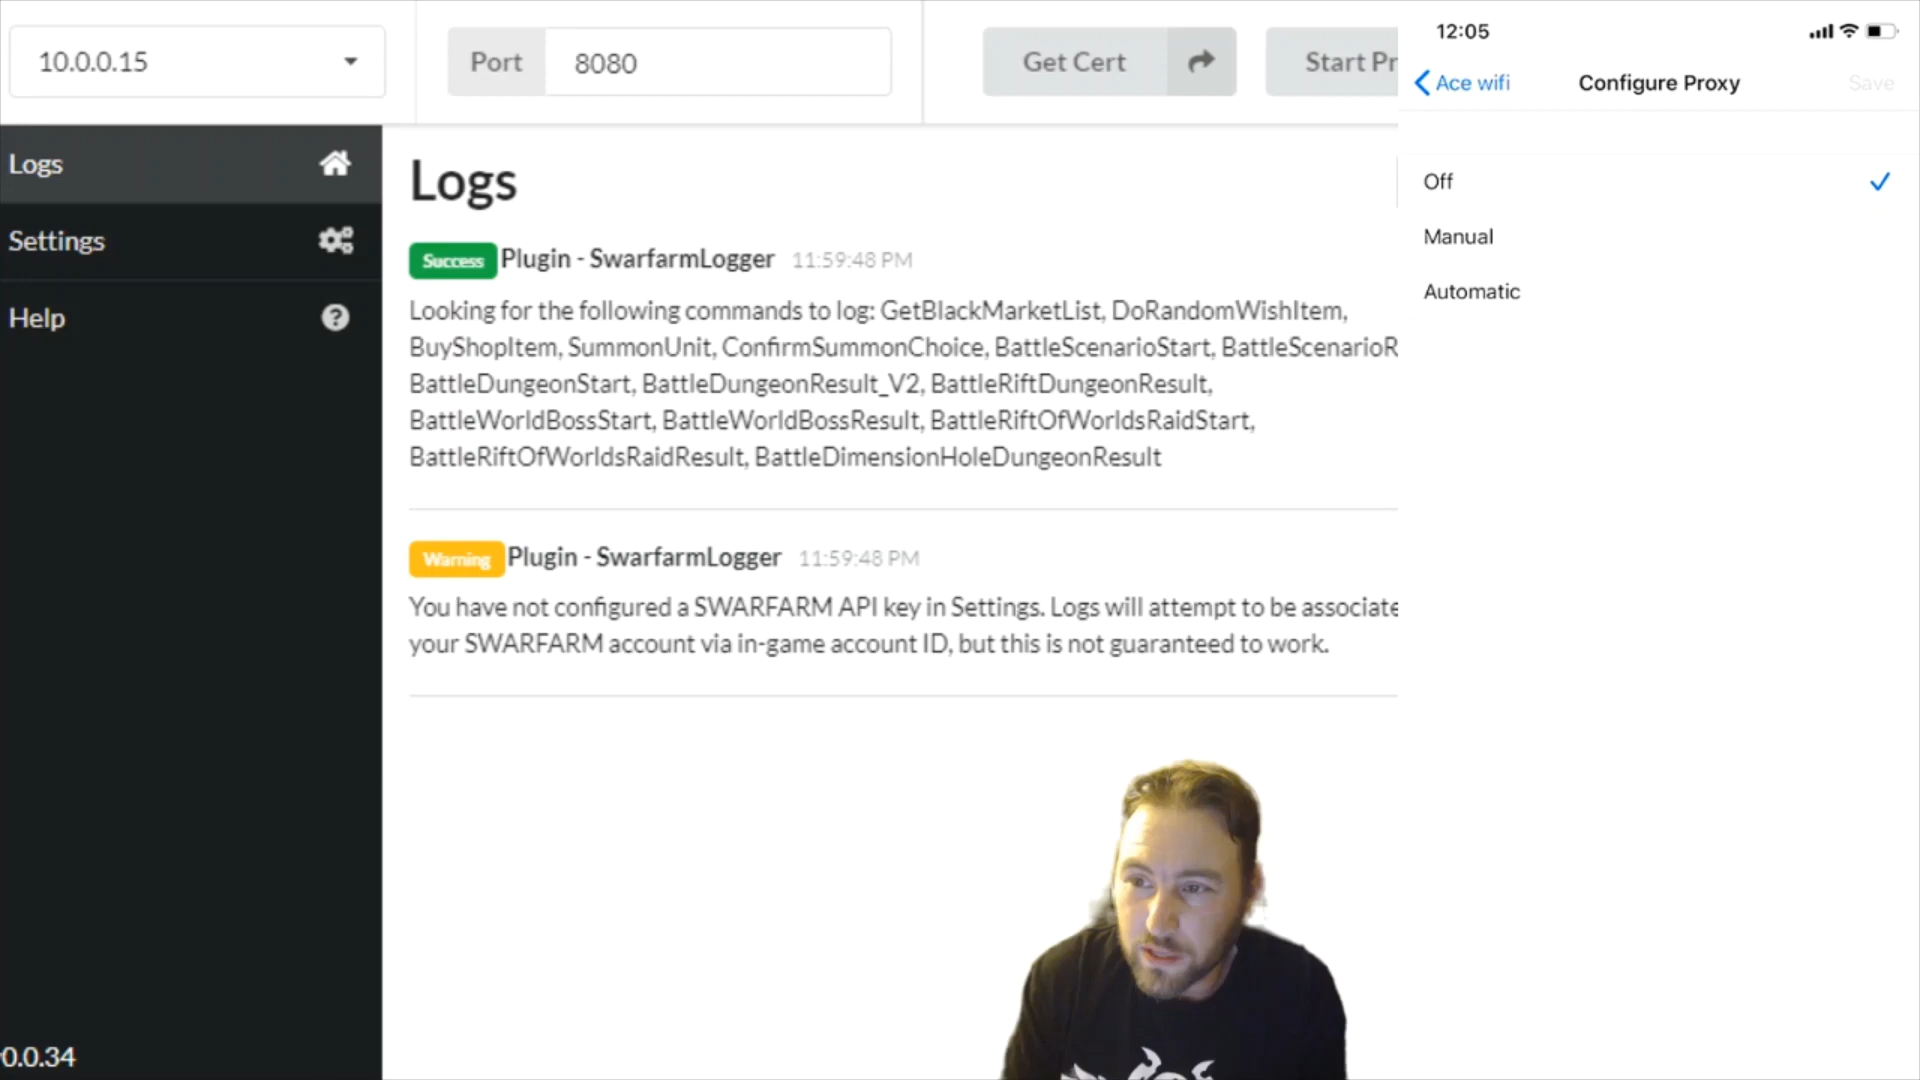 10.0.0.15
Port
8080
Get Cert
Start Pr
Logs
Settings
Help
0.0.34
Logs
Success Plugin - SwarfarmLogger 11:59:48 PM
Looking for the following commands to log: GetBlackMarketList, DoRandomWishItem,
BuyShopItem, SummonUnit, ConfirmSummonChoice, BattleScenarioStart, BattleScenarioR
BattleDungeonStart, BattleDungeonResult_V2, BattleRiftDungeonResult,
BattleWorldBossStart, BattleWorldBossResult, BattleRiftOfWorldsRaidStart,
BattleRiftOfWorldsRaidResult, BattleDimensionHoleDungeonResult
Warning Plugin - SwarfarmLogger 11:59:48 PM
You have not configured a SWARFARM API key in Settings. Logs will attempt to be associate
your SWARFARM account via in-game account ID, but this is not guaranteed to work.
12:05
Ace wifi
Configure Proxy
Save
Off
Manual
Automatic